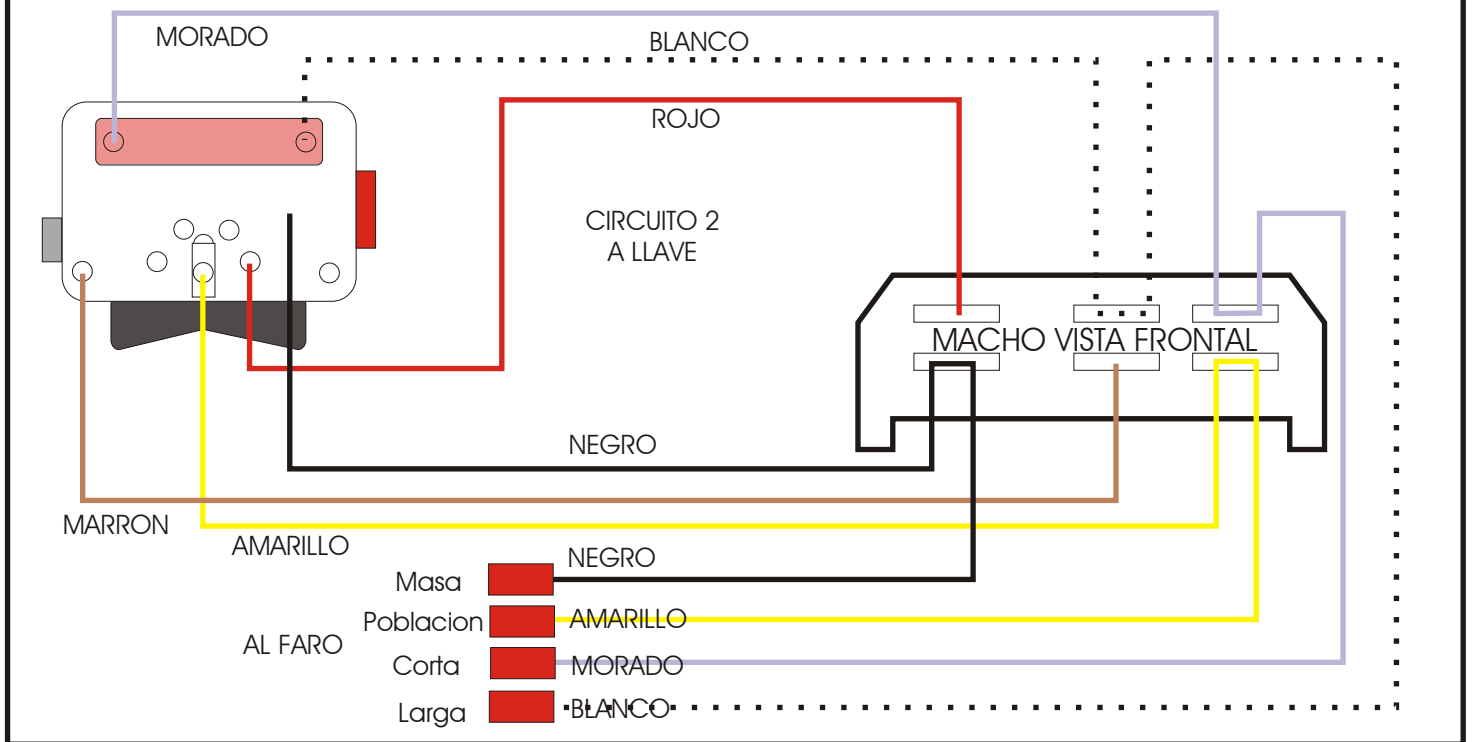 MORADO
BLANCO
ROJO
CIRCUITO 2
A LLAVE
MACHO VISTA FRONTAL
NEGRO
MARRON
AMARILLO
NEGRO
Masa
Poblacion
AMARILLO
AL FARO
Corta
MORADO
Larga
BLANCO